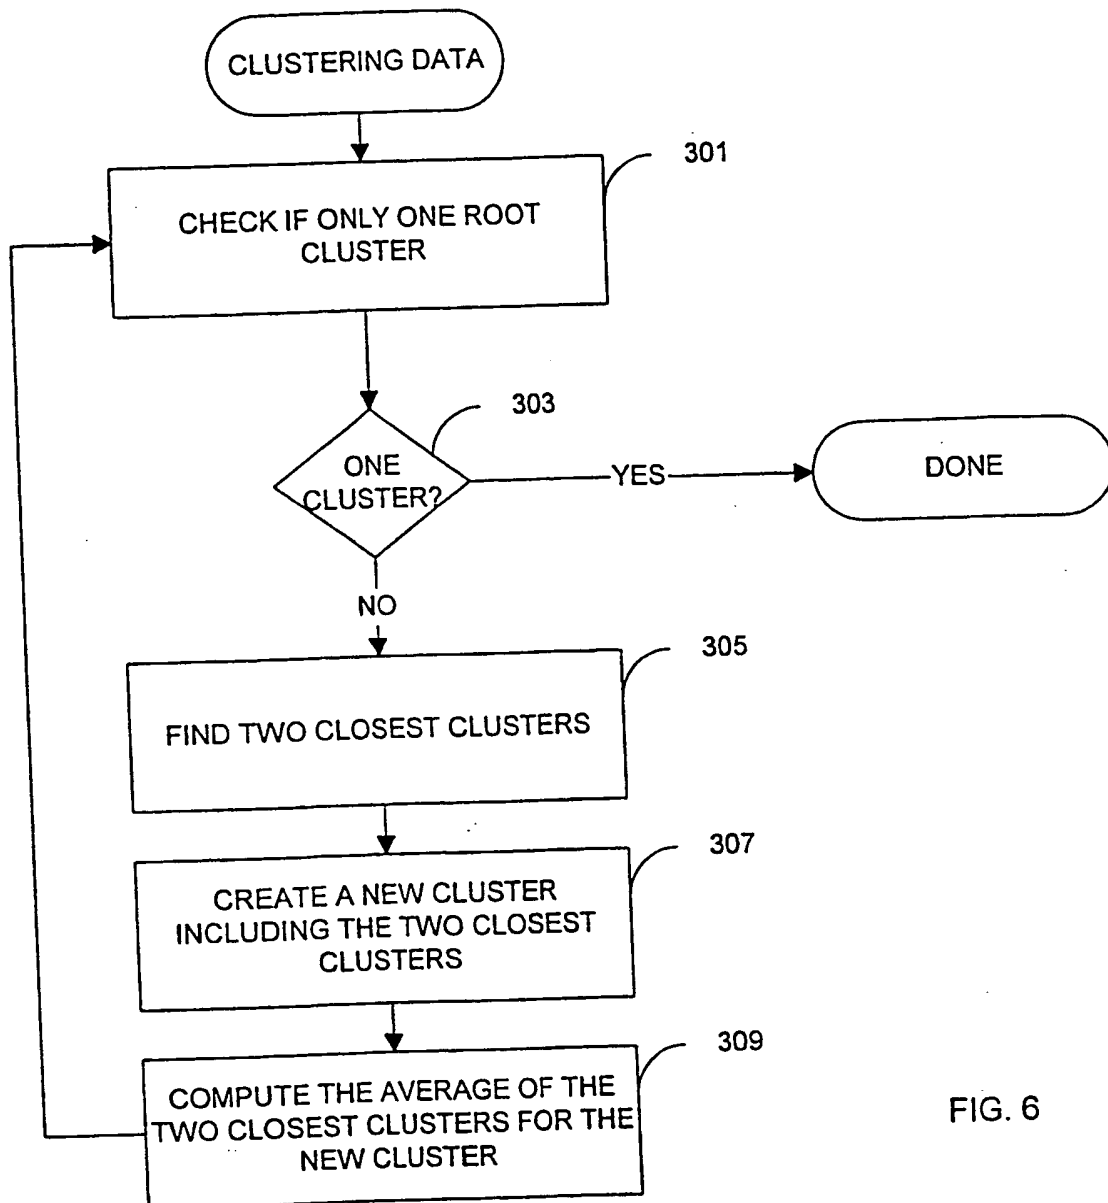 CLUSTERING DATA
301
CHECK IF ONLY ONE ROOT
CLUSTER
303
ONE
CLUSTER?
YES
DONE
NO
305
FIND TWO CLOSEST CLUSTERS
307
CREATE A NEW CLUSTER
INCLUDING THE TWO CLOSEST
CLUSTERS
309
COMPUTE THE AVERAGE OF THE
TWO CLOSEST CLUSTERS FOR THE
NEW CLUSTER
FIG. 6